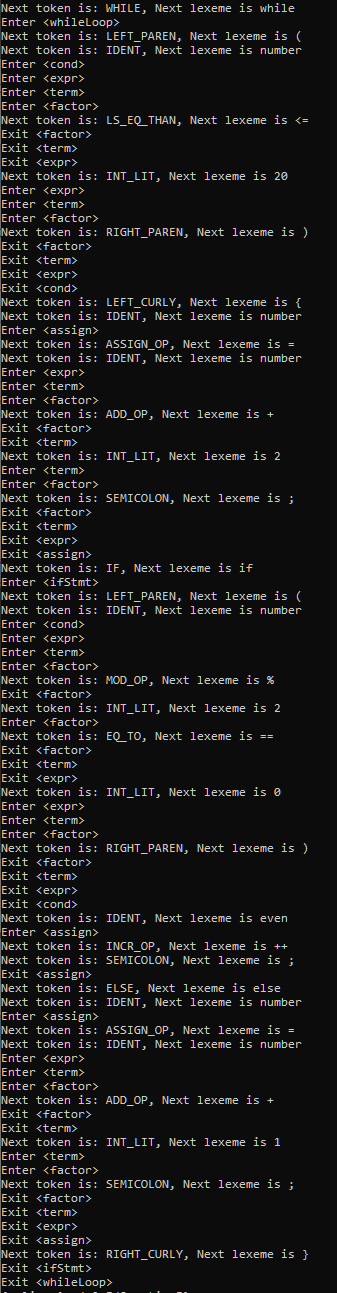 Next token is: WHILE, Next lexeme is while
Enter <whileLoop>
Next token is: LEFT_PAREN, Next lexeme is (
Next token is: IDENT, Next lexeme is number
Enter <cond>
Enter <expr>
Enter <term>
Enter <factor>
Next token is: LS_EQ_THAN, Next lexeme is <=
Exit <factor>
Exit <term>
Exit <expr>
Next token is: INT_LIT, Next lexeme is 20
Enter <expr>
Enter <term>
Enter <factor>
Next token is: RIGHT_PAREN, Next lexeme is )
Exit <factor>
Exit <term>
Exit <expr>
Exit <cond>
Next token is: LEFT_CURLY, Next lexeme is {
Next token is: IDENT, Next lexeme is number
Enter <assign>
Next token is: ASSIGN_OP, Next lexeme is =
Next token is: IDENT, Next lexeme is number
Enter <expr>
Enter <term>
Enter <factor>
Next token is: ADD_OP, Next lexeme is +
Exit <factor>
Exit <term>
Next token is: INT_LIT, Next lexeme is 2
Enter <term>
Enter <factor>
Next token is: SEMICOLON, Next lexeme is ;
Exit <factor>
Exit <term>
Exit <expr>
Exit <assign>
Next token is: IF, Next lexeme is if
Enter <ifStmt>
Next token is: LEFT_PAREN, Next lexeme is (
Next token is: IDENT, Next lexeme is number
Enter <cond>
Enter <expr>
Enter <term>
Enter <factor>
Next token is: MOD_OP, Next lexeme is %
Exit <factor>
Next token is: INT_LIT, Next lexeme is 2
Enter <factor>
Next token is: EQ_TO, Next lexeme is ==
Exit <factor>
Exit <term>
Exit <expr>
Next token is: INT_LIT, Next lexeme is 0
Enter <expr>
Enter <term>
Enter <factor>
Next token is: RIGHT_PAREN, Next lexeme is )
Exit <factor>
Exit <term>
Exit <expr>
Exit <cond>
Next token is: IDENT, Next lexeme is even
Enter <assign>
Next token is: INCR_OP, Next lexeme is ++
Next token is: SEMICOLON, Next lexeme is ;
Exit <assign>
Next token is: ELSE, Next lexeme is else
Next token is: IDENT, Next lexeme is number
Enter <assign>
Next token is: ASSIGN_OP, Next lexeme is =
Next token is: IDENT, Next lexeme is number
Enter <expr>
Enter <term>
Enter <factor>
Next token is: ADD_OP, Next lexeme is +
Exit <factor>
Exit <term>
Next token is: INT_LIT, Next lexeme is 1
Enter <term>
Enter <factor>
Next token is: SEMICOLON, Next lexeme is ;
Exit <factor>
Exit <term>
Exit <expr>
Exit <assign>
Next token is: RIGHT_CURLY, Next lexeme is }
Exit <ifStmt>
Exit <whileLoop>